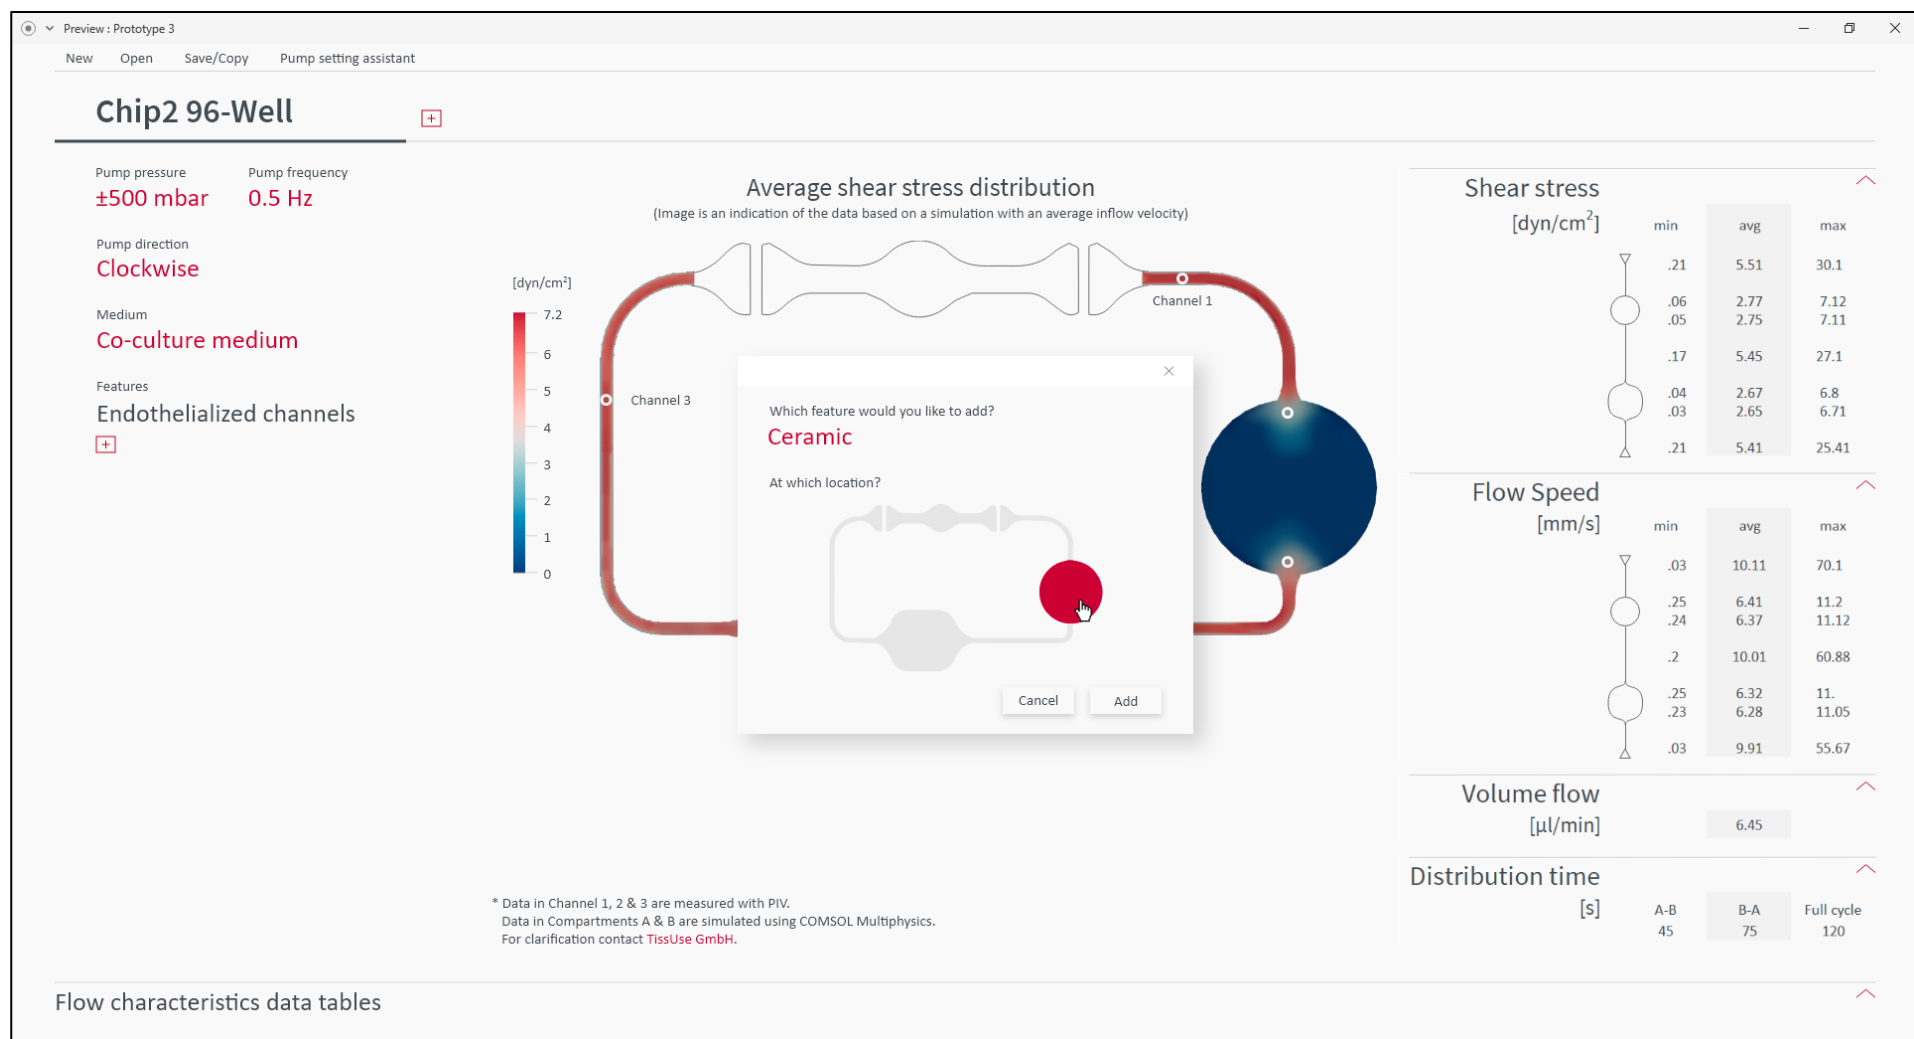 Preview : Prototype 3
New Open Save/Copy Pump setting assistant
Chip2 96-Well
Pump pressure Pump frequency
±500 mbar 0.5 Hz
Pump direction
Clockwise
Medium
Co-culture medium
Features
Endothelialized channels
Average shear stress distribution
(Image is an indication of the data based on a simulation with an average inflow velocity)
[dyn/cm²]
7.2
6
5
4
3
2
1
0
Channel 1
Channel 3
Which feature would you like to add?
Ceramic
At which location?
Cancel Add
* Data in Channel 1, 2 & 3 are measured with PIV.
Data in Compartments A & B are simulated using COMSOL Multiphysics.
For clarification contact TissUse GmbH.
Shear stress
[dyn/cm²] min avg max
.21 5.51 30.1
.06 2.77 7.12
.05 2.75 7.11
.17 5.45 27.1
.04 2.67 6.8
.03 2.65 6.71
.21 5.41 25.41
Flow Speed
[mm/s] min avg max
.03 10.11 70.1
.25 6.41 11.2
.24 6.37 11.12
.2 10.01 60.88
.25 6.32 11.
.23 6.28 11.05
.03 9.91 55.67
Volume flow
[µl/min] 6.45
Distribution time
[s] A-B B-A Full cycle
45 75 120
Flow characteristics data tables